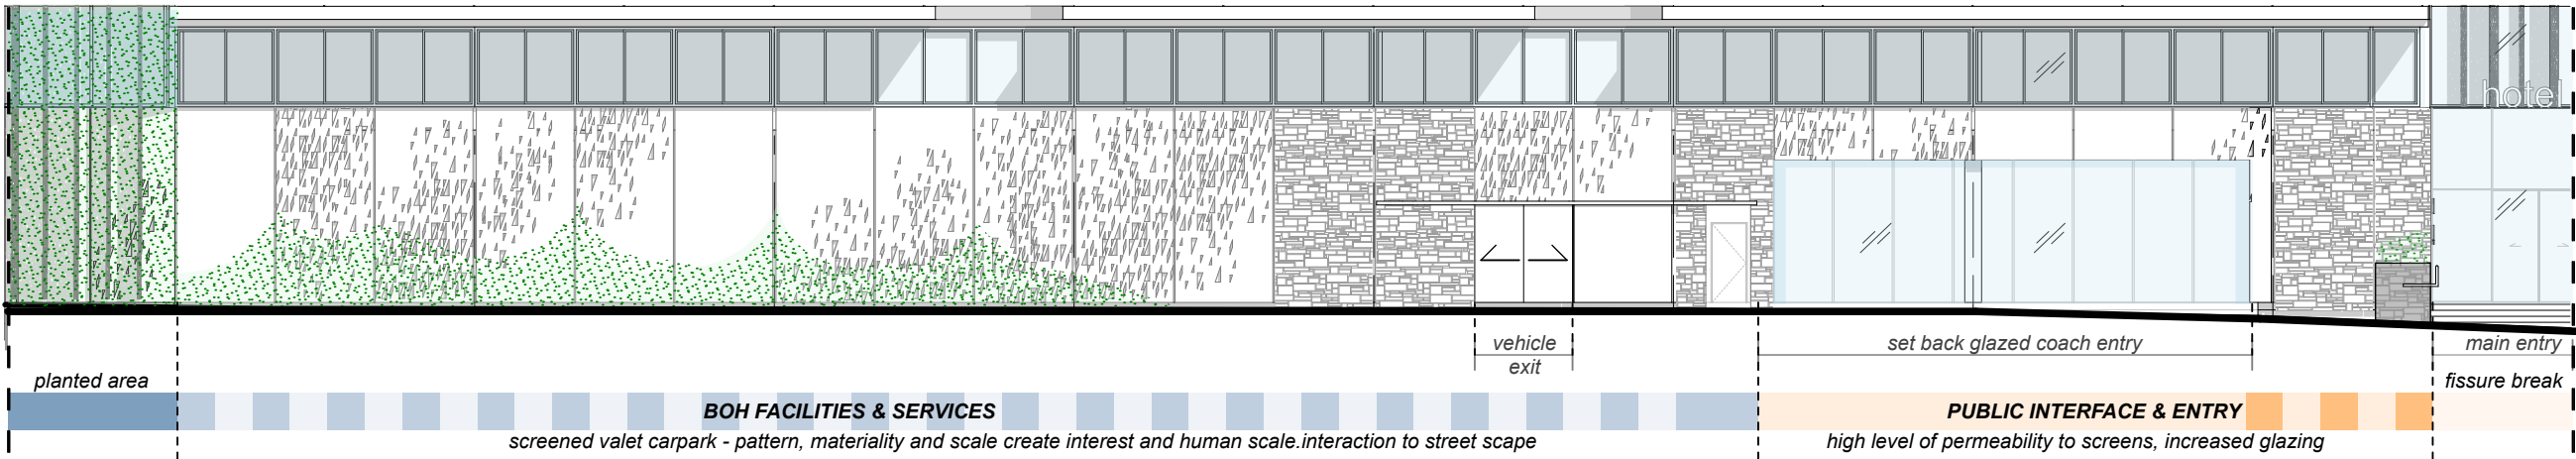 hotel
vehicle
exit
set back glazed coach entry
main entry
planted area
fissure break
BOH FACILITIES & SERVICES
PUBLIC INTERFACE & ENTRY
screened valet carpark - pattern, materiality and scale create interest and human scale.interaction to street scape
high level of permeability to screens, increased glazing